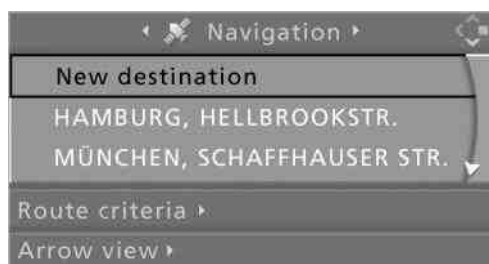 Navigation
New destination
HAMBURG, HELLBROOKSTR.
MÜNCHEN, SCHAFFHAUSER STR.
Route criteria
Arrow view